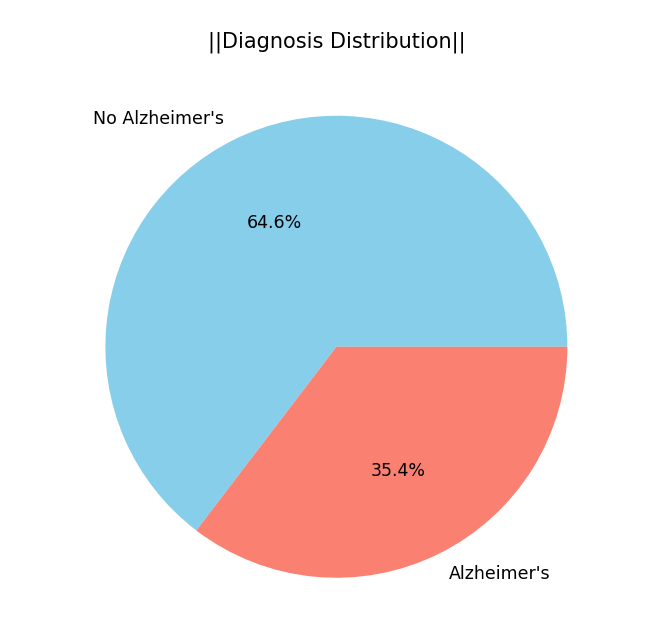 ||Diagnosis Distribution||
No Alzheimer's
64.6%
35.4%
Alzheimer's